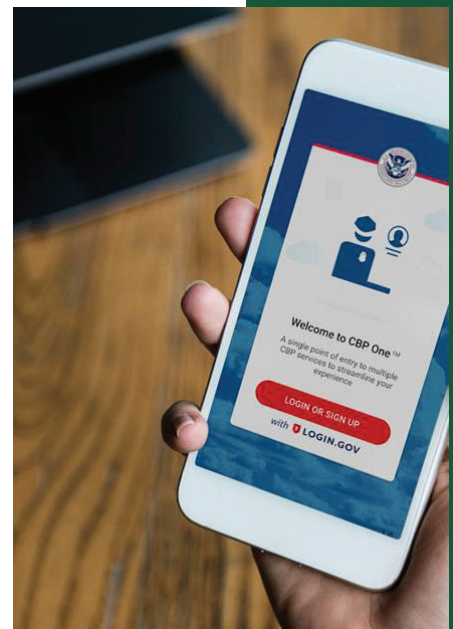 Welcome to CBP One™
A single point of entry to multiple
CBP services to streamline your
experience
LOGIN OR SIGN UP
with LOGIN.GOV